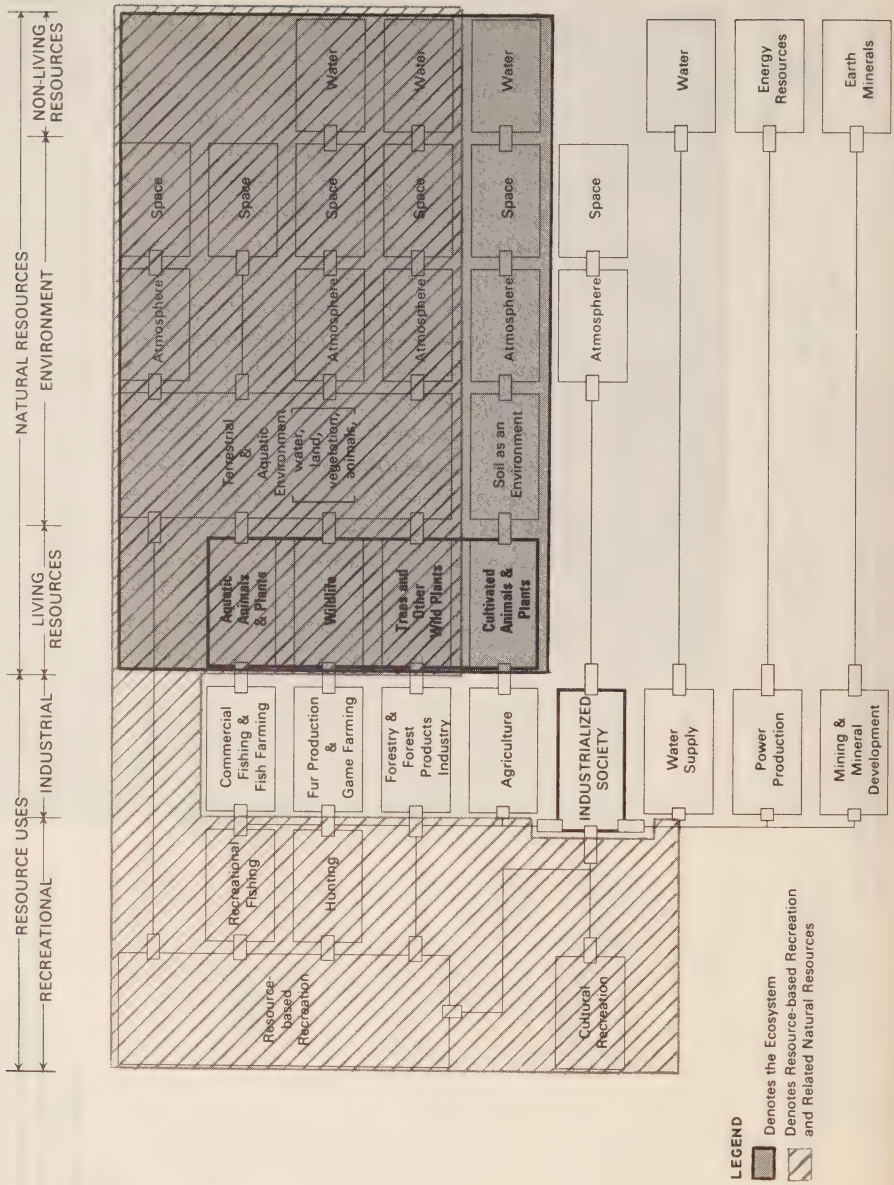 RESOURCE USES
NATURAL RESOURCES
RECREATIONAL
INDUSTRIAL
LIVING
RESOURCES
ENVIRONMENT
NON-LIVING
RESOURCES
Resource-
based
Recreation
Recreational
Fishing
Commercial
Fishing &
Fish Farming
Aquatic
Animals
& Plants
Terrestrial
&
Aquatic
Environment
water,
land,
vegetation,
animals,
Atmosphere
Space
Space
Hunting
Fur Production
&
Game Farming
Wildlife
Atmosphere
Space
Water
Forestry &
Forest
Products
Industry
Trees and
Other
Wild Plants
Atmosphere
Space
Water
Agriculture
Cultivated
Animals &
Plants
Soil as an
Environment
Atmosphere
Space
Water
Cultural
Recreation
INDUSTRIALIZED
SOCIETY
Atmosphere
Space
Water
Supply
Water
Power
Production
Energy
Resources
Mining &
Mineral
Development
Earth
Minerals
LEGEND
Denotes the Ecosystem
Denotes Resource-based Recreation
and Related Natural Resources